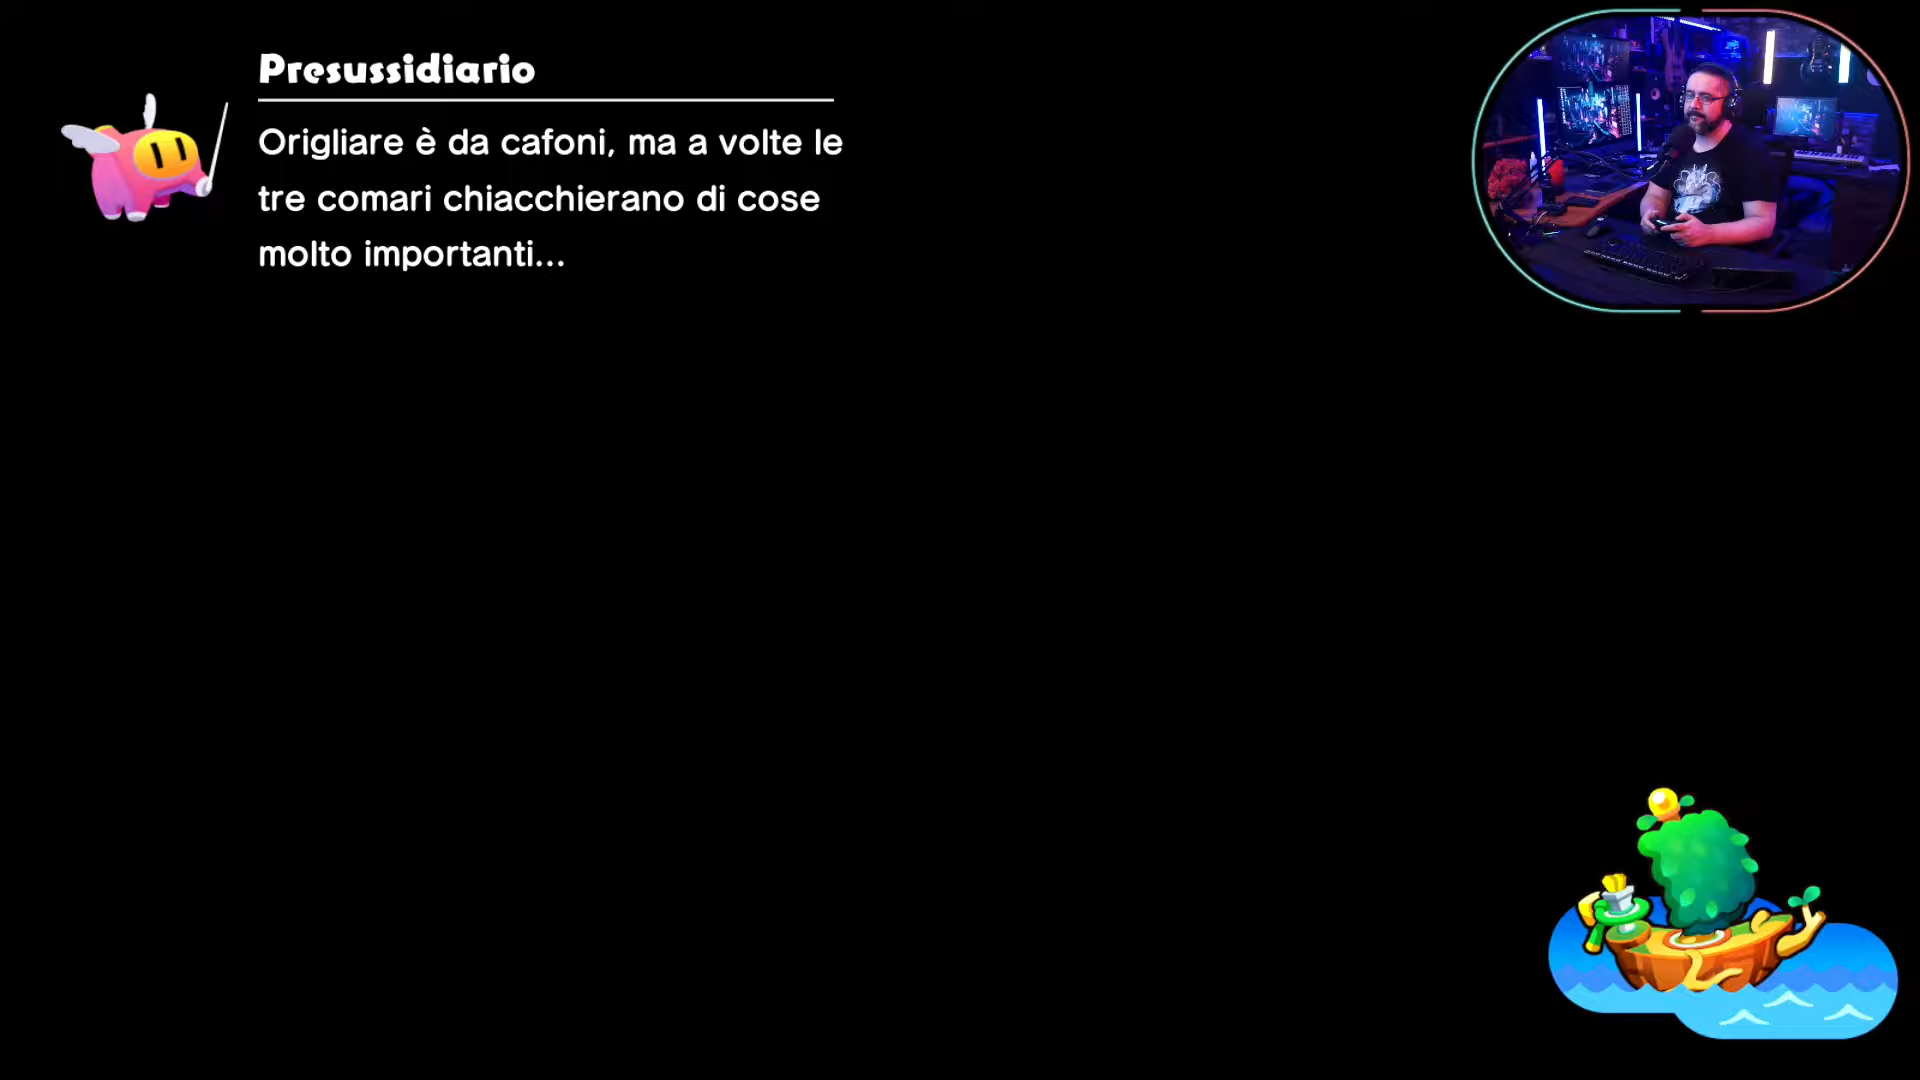 Presussidiario
Origliare è da cafoni, ma a volte le
tre comari chiacchierano di cose
molto importanti...